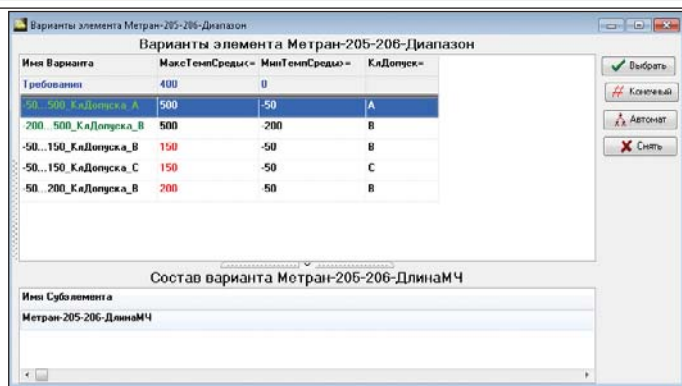 Варианты элемента Метран-205-206-Диапазон
Варианты элемента Метран-205-206-Диапазон
Имя Варианта МаксТемпСреды<= МинТемпСреды>= КлДопуск=
Требования 400 0
-50...500_КлДопуска_A 500 -50 A
-200...500_КлДопуска_B 500 -200 B
-50...150_КлДопуска_B 150 -50 B
-50...150_КлДопуска_C 150 -50 C
-50...200_КлДопуска_B 200 -50 B
Выбрать
Конечный
Автомат
Снять
Состав варианта Метран-205-206-ДлинаМЧ
Имя Субэлемента
Метран-205-206-ДлинаМЧ